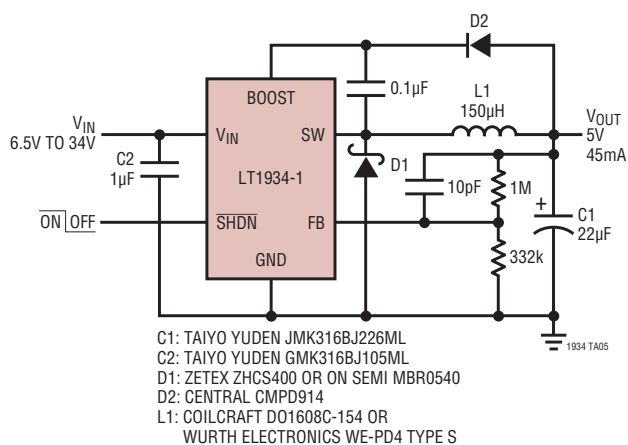 D2
BOOST
0.1µF
L1
150µH
VIN
6.5V TO 34V
VIN
SW
VOUT
5V
45mA
C2
1µF
LT1934-1
D1
10pF
1M
ON OFF
SHDN
FB
+
C1
22µF
332k
GND
1934 TA05
C1: TAIYO YUDEN JMK316BJ226ML
C2: TAIYO YUDEN GMK316BJ105ML
D1: ZETEX ZHCS400 OR ON SEMI MBR0540
D2: CENTRAL CMPD914
L1: COILCRAFT DO1608C-154 OR
WURTH ELECTRONICS WE-PD4 TYPE S